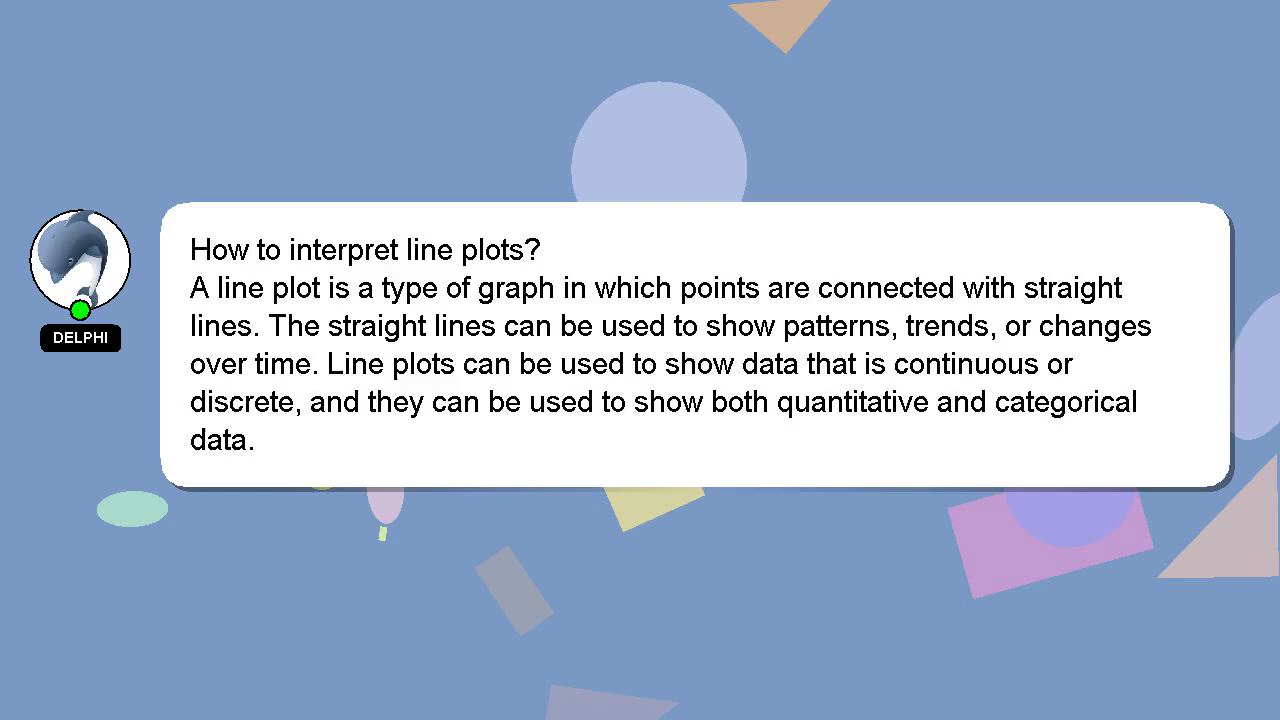 How to interpret line plots?
A line plot is a type of graph in which points are connected with straight
lines. The straight lines can be used to show patterns, trends, or changes
over time. Line plots can be used to show data that is continuous or
discrete, and they can be used to show both quantitative and categorical
data.
DELPHI